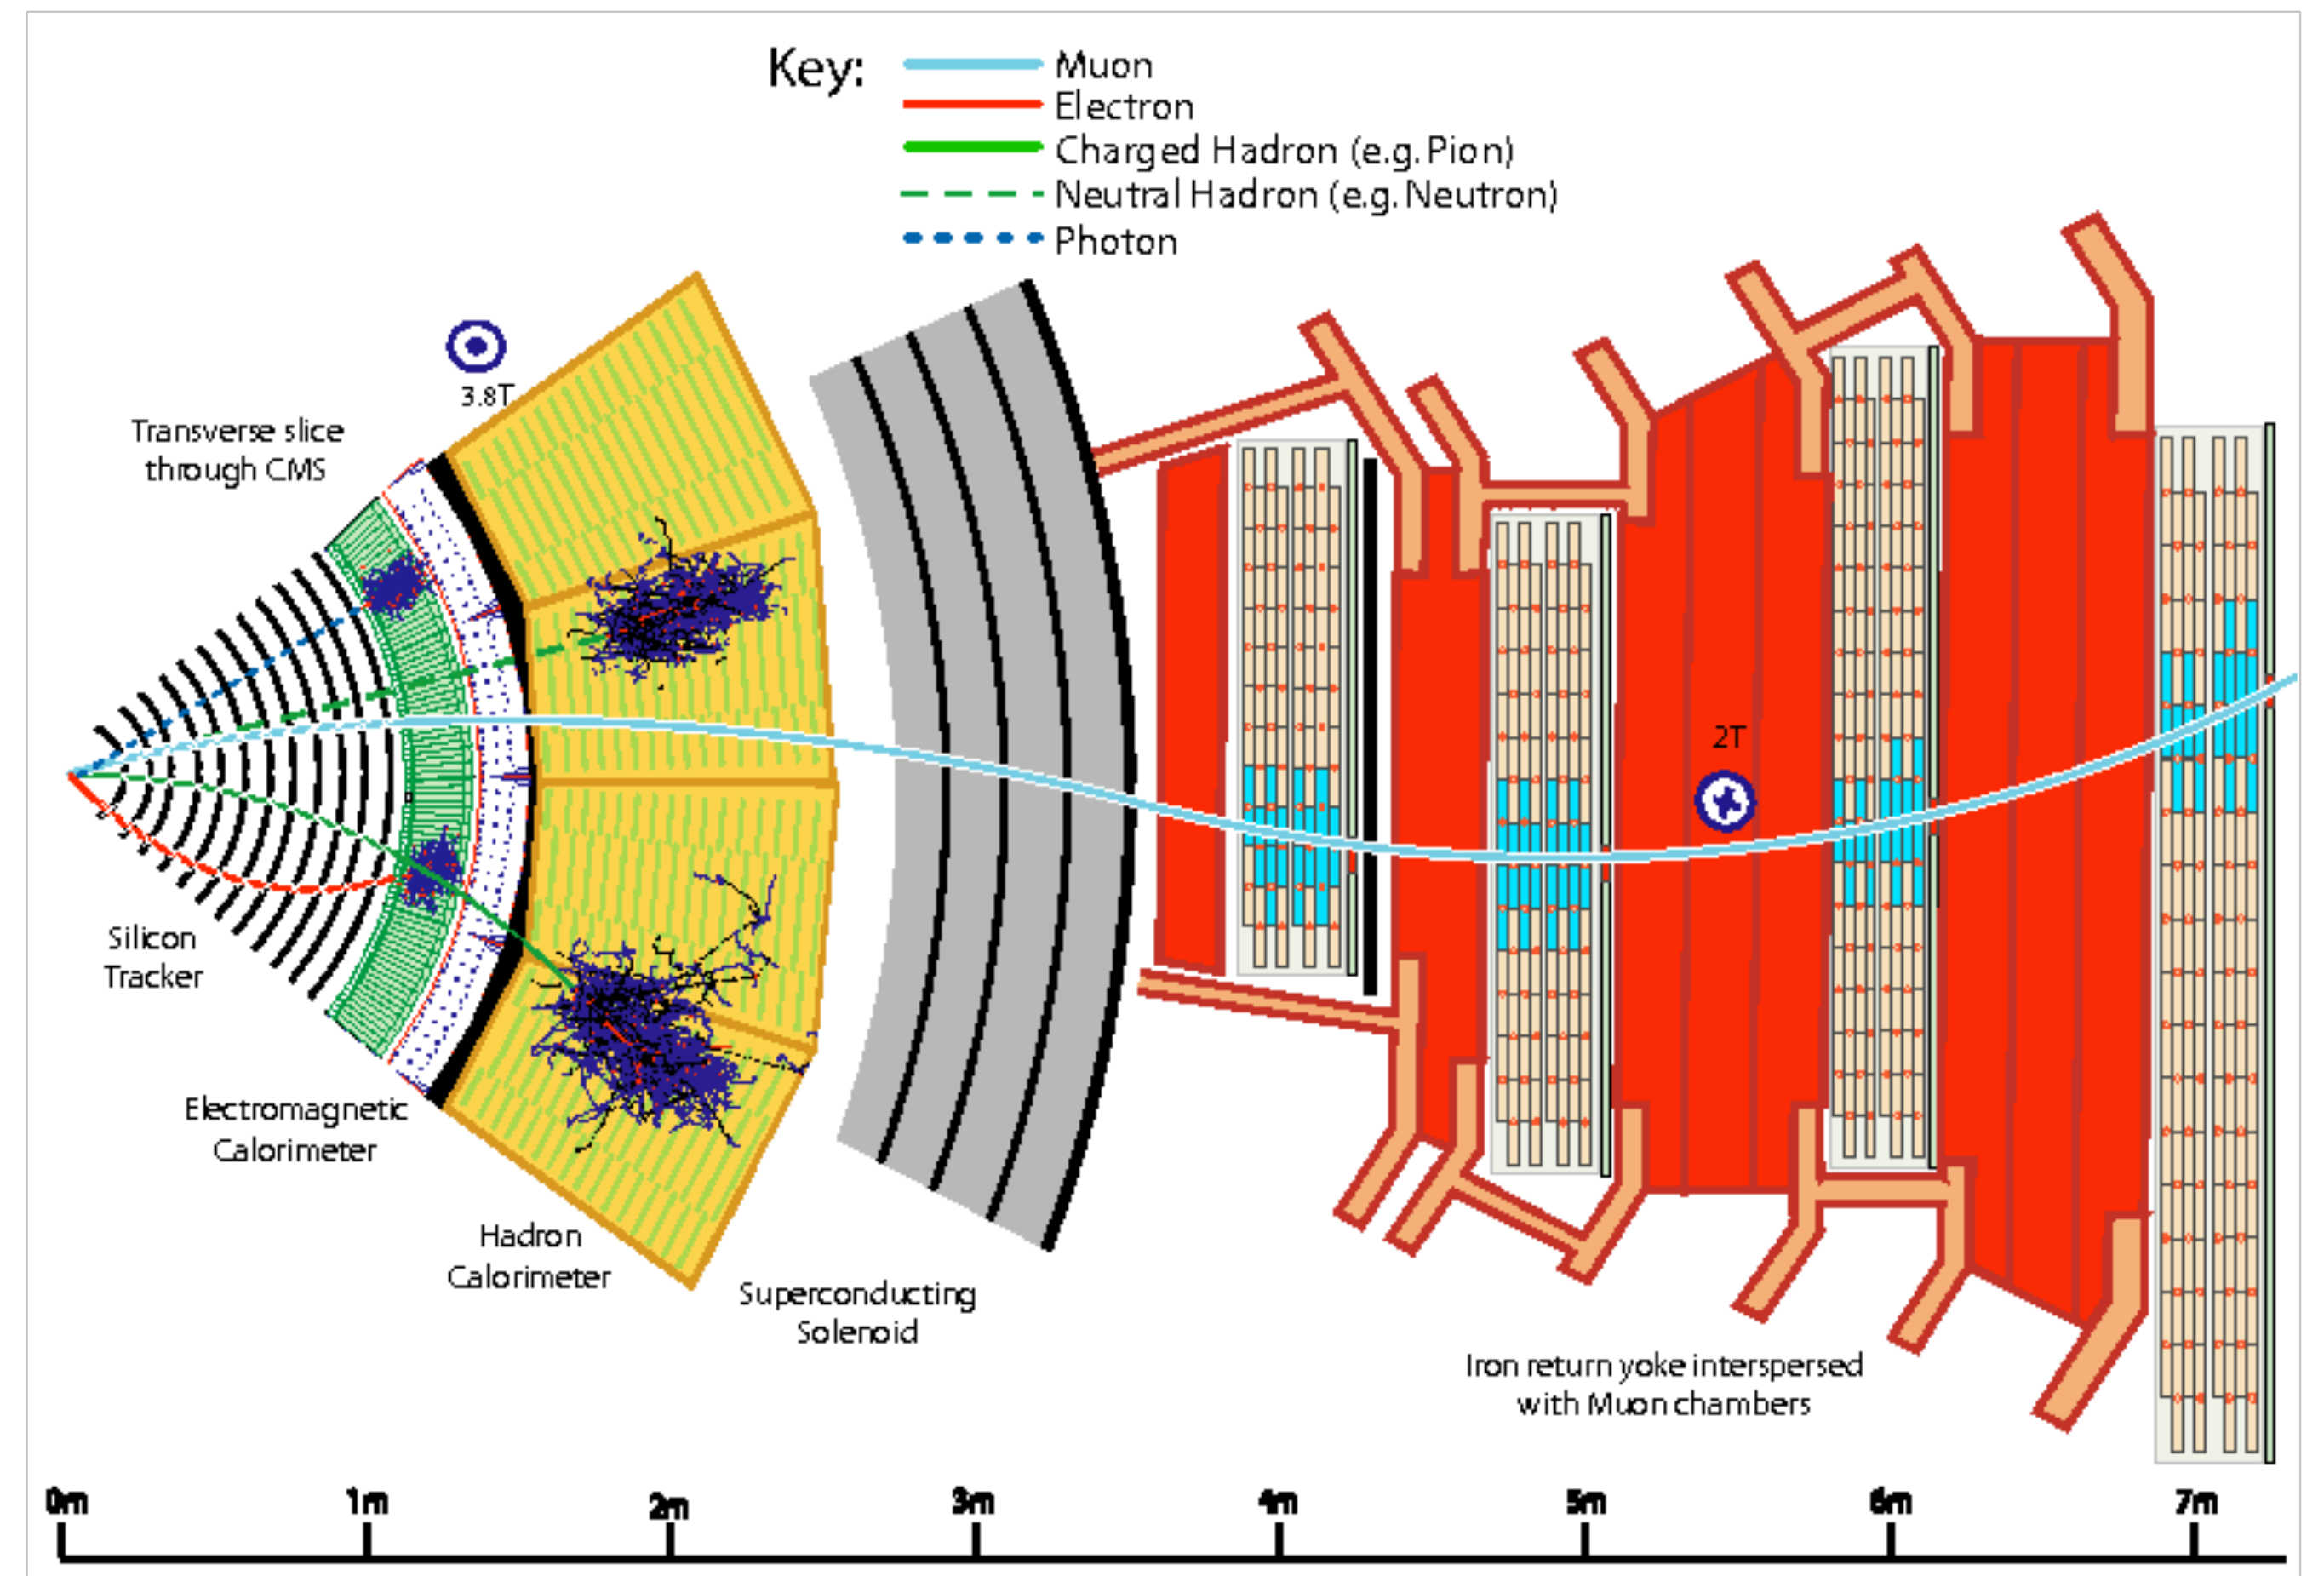 Key:
Muon
Electron
Charged Hadron (e.g. Pion)
Neutral Hadron (e.g. Neutron)
Photon
3.8T
Transverse slice
through CMS
2T
Silicon
Tracker
Electromagnetic
Calorimeter
Hadron
Calorimeter
Superconducting
Solenoid
Iron return yoke interspersed
with Muon chambers
0m 1m 2m 3m 4m 5m 6m 7m